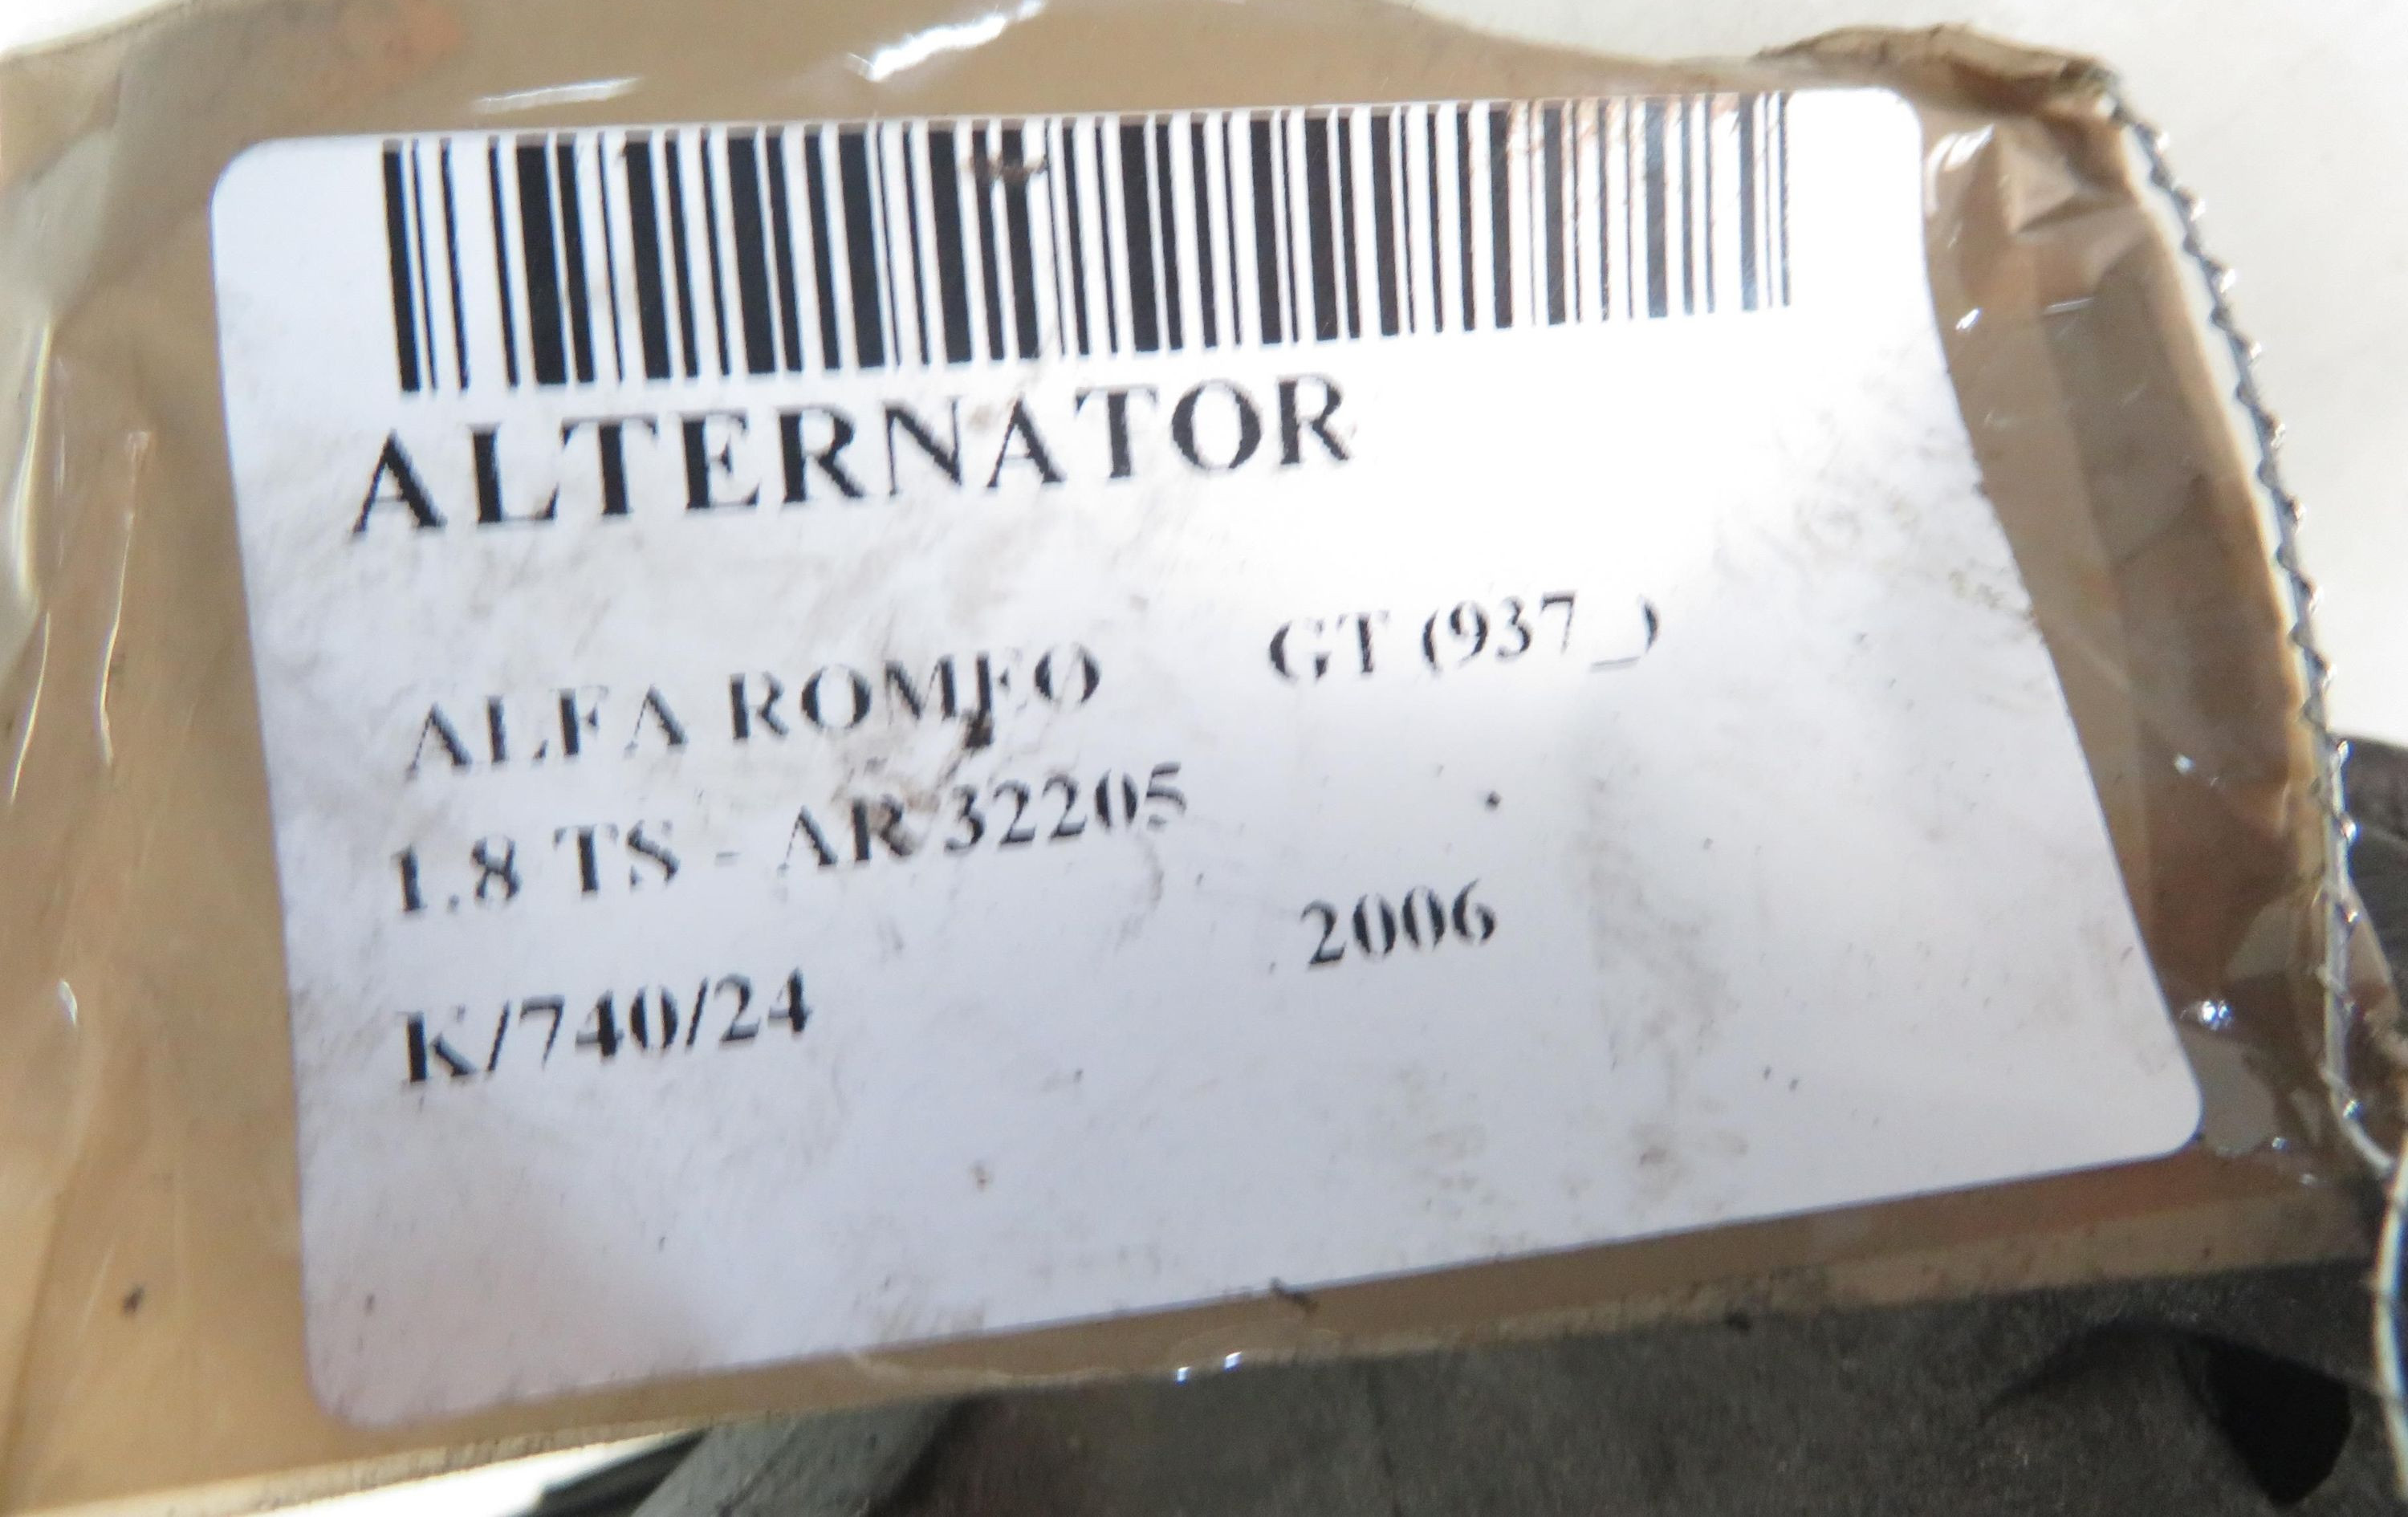 ALTERNATOR
ALFA ROMEO GT (937_)
1.8 TS - AR 32205
2006
K/740/24